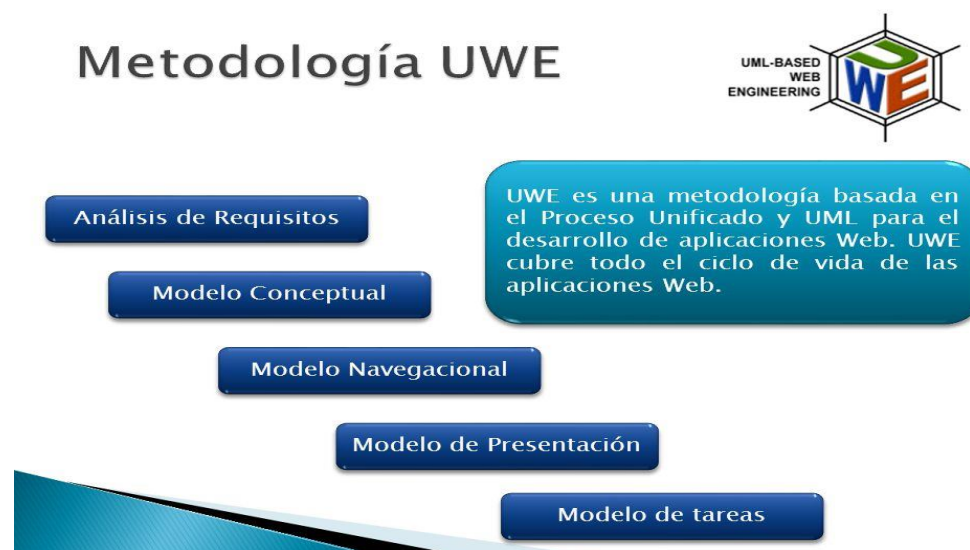 Metodología UWE
UML-BASED
WEB
ENGINEERING
UWE
Análisis de Requisitos
UWE es una metodología basada en
el Proceso Unificado y UML para el
desarrollo de aplicaciones Web. UWE
cubre todo el ciclo de vida de las
aplicaciones Web.
Modelo Conceptual
Modelo Navegacional
Modelo de Presentación
Modelo de tareas